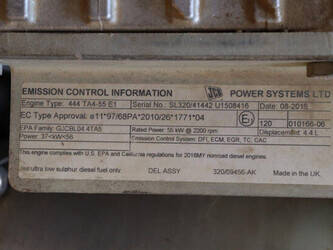 EMISSION CONTROL INFORMATION JCB POWER SYSTEMS LTD
Engine Type: 444 TA4-55 E1 Serial No.: SL320/41442 U1508416 Date: 08-2015
EC Type Approval: e11*97/68PA*2010/26*1771*04 E11 120 010166-06
EPA Family: GJCBL04.4TA5 Rated Power: 55 kW @ 2200 rpm Displacement: 4.4 L
Power: 37<kW<56 Emission Control System: DFI, ECM, EGR, TC, CAC
This engine complies with U.S. EPA and California regulations for 2016MY nonroad diesel engines.
ultra low sulphur diesel fuel only DEL ASSY 320/09456-AK Made in the UK